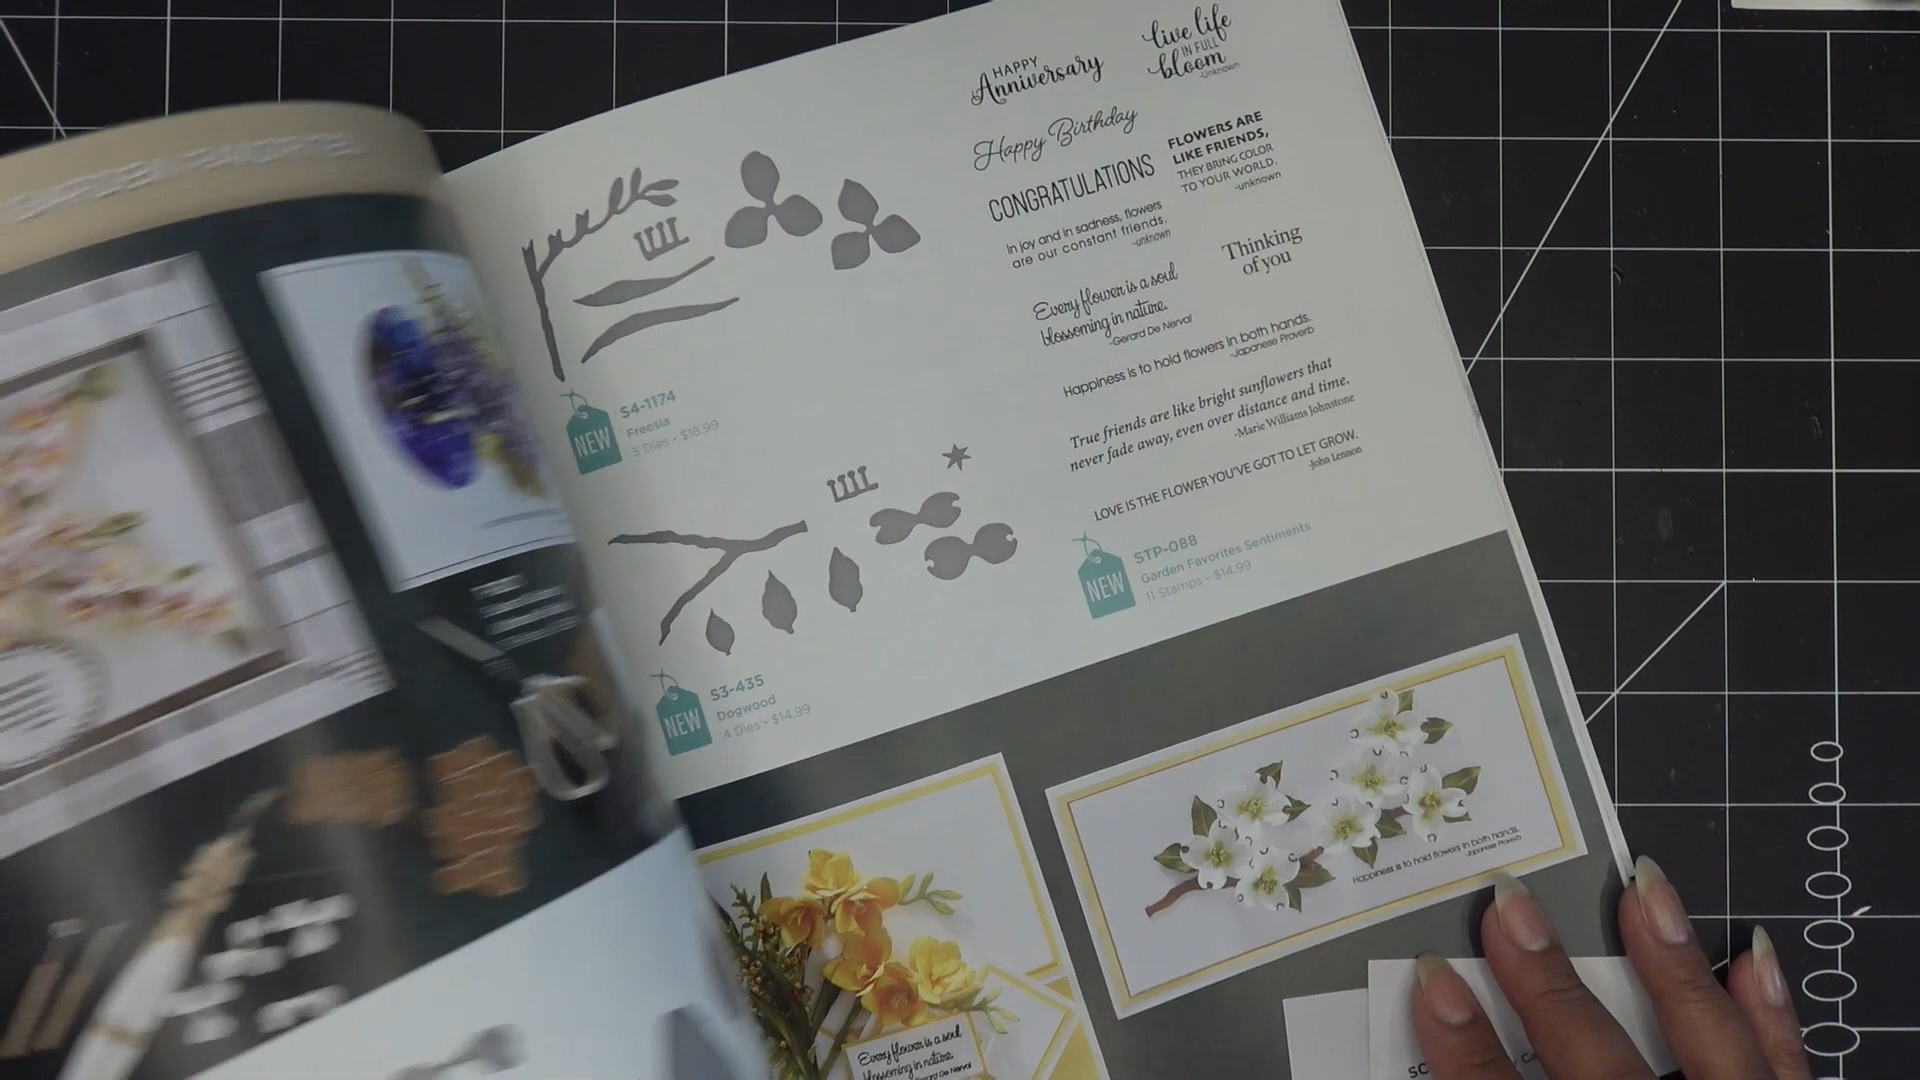 HAPPY
Anniversary
live life
IN FULL
bloom
-Unknown
Happy Birthday
CONGRATULATIONS
FLOWERS ARE
LIKE FRIENDS,
THEY BRING COLOR
TO YOUR WORLD.
-unknown
In joy and in sadness, flowers
are our constant friends.
-unknown
Thinking
of you
Every flower is a soul
blossoming in nature.
-Gerard De Nerval
Happiness is to hold flowers in both hands.
-Japanese Proverb
True friends are like bright sunflowers that
never fade away, even over distance and time.
-Marie Williams Johnstone
LOVE IS THE FLOWER YOU'VE GOT TO LET GROW.
-John Lennon
NEW
STP-088
Garden Favorites Sentiments
11 Stamps - $14.99
NEW
S4-1174
Freesia
5 Dies - $18.99
NEW
S3-435
Dogwood
4 Dies - $14.99
Happiness is to hold flowers in both hands.
-Japanese Proverb
Every flower is a soul
blossoming in nature.
-Gerard De Nerval